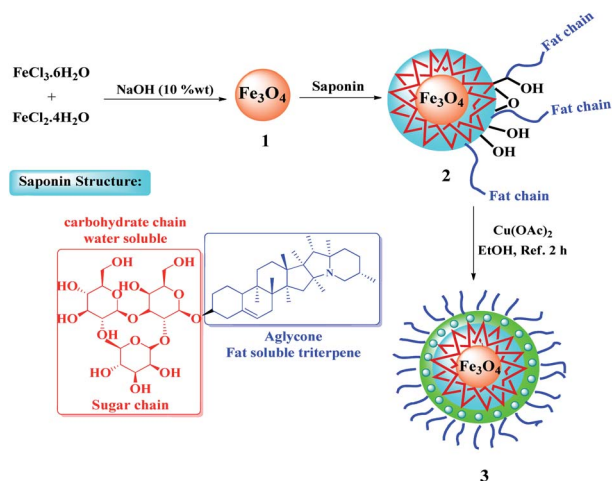 FeCl3.6H2O
+
FeCl2.4H2O
NaOH (10 %wt)
Fe3O4
1
Saponin
Fe3O4
OH
O
OH
OH
Fat chain
Fat chain
Fat chain
2
Cu(OAc)2
EtOH, Ref. 2 h
Fe3O4
3
Saponin Structure:
carbohydrate chain
water soluble
OH
OH
HO
O
HO
O
HO
OH
O
O
HO
O
O
HO
OH
OH
Sugar chain
N
Aglycone
Fat soluble triterpene